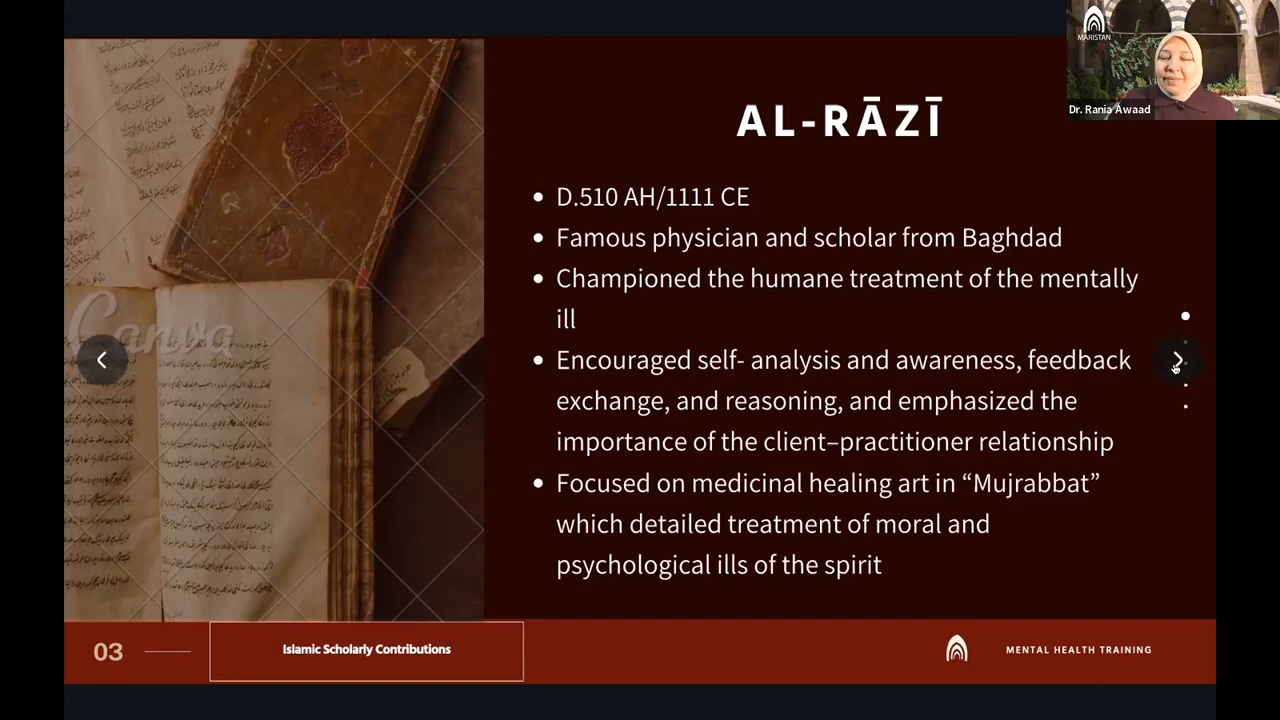 MARISTAN
Dr. Rania Awaad
AL-RĀZĪ
• D.510 AH/1111 CE
• Famous physician and scholar from Baghdad
• Championed the humane treatment of the mentally
ill
• Encouraged self- analysis and awareness, feedback
exchange, and reasoning, and emphasized the
importance of the client–practitioner relationship
• Focused on medicinal healing art in “Mujrabbat”
which detailed treatment of moral and
psychological ills of the spirit
Canva
03
Islamic Scholarly Contributions
MENTAL HEALTH TRAINING